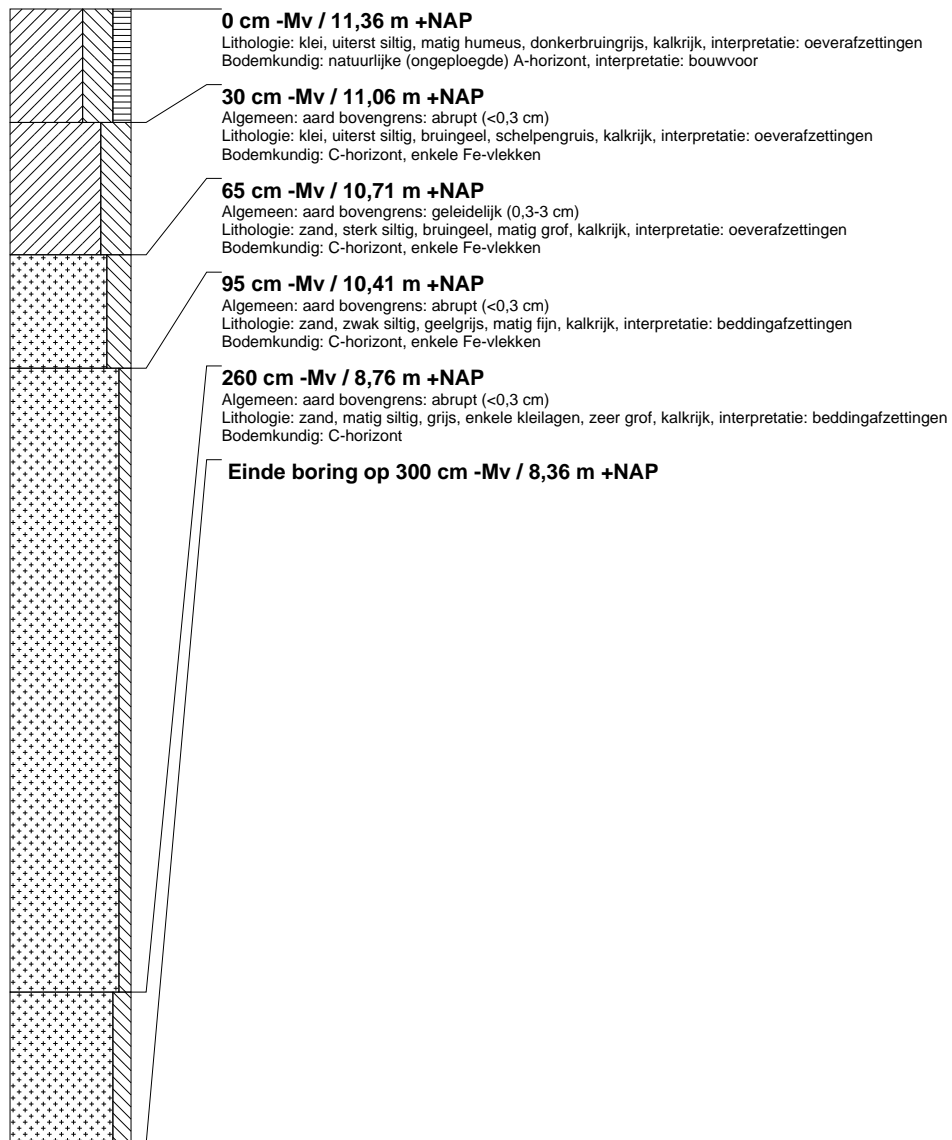 0 cm -Mv / 11,36 m +NAP
Lithologie: klei, uiterst siltig, matig humeus, donkerbruingrijs, kalkrijk, interpretatie: oeverafzettingen
Bodemkundig: natuurlijke (ongeploegde) A-horizont, interpretatie: bouwvoor
30 cm -Mv / 11,06 m +NAP
Algemeen: aard bovengrens: abrupt (<0,3 cm)
Lithologie: klei, uiterst siltig, bruingeel, schelpengruis, kalkrijk, interpretatie: oeverafzettingen
Bodemkundig: C-horizont, enkele Fe-vlekken
65 cm -Mv / 10,71 m +NAP
Algemeen: aard bovengrens: geleidelijk (0,3-3 cm)
Lithologie: zand, sterk siltig, bruingeel, matig grof, kalkrijk, interpretatie: oeverafzettingen
Bodemkundig: C-horizont, enkele Fe-vlekken
95 cm -Mv / 10,41 m +NAP
Algemeen: aard bovengrens: abrupt (<0,3 cm)
Lithologie: zand, zwak siltig, geelgrijs, matig fijn, kalkrijk, interpretatie: beddingafzettingen
Bodemkundig: C-horizont, enkele Fe-vlekken
260 cm -Mv / 8,76 m +NAP
Algemeen: aard bovengrens: abrupt (<0,3 cm)
Lithologie: zand, matig siltig, grijs, enkele kleilagen, zeer grof, kalkrijk, interpretatie: beddingafzettingen
Bodemkundig: C-horizont
Einde boring op 300 cm -Mv / 8,36 m +NAP